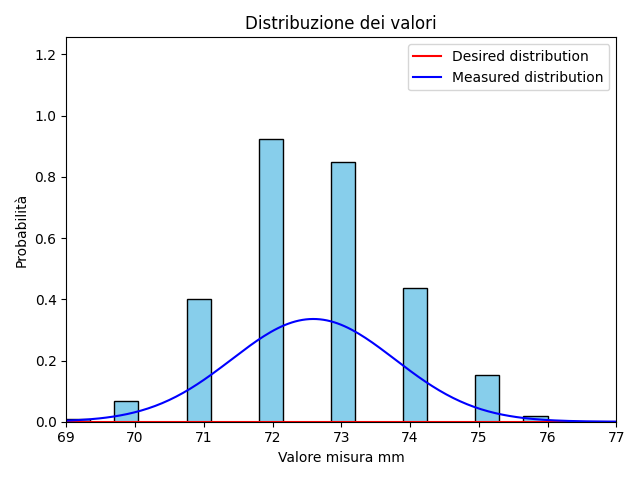 Distribuzione dei valori
1.2
1.0
0.8
0.6
0.4
0.2
0.0
Probabilità
Desired distribution
Measured distribution
69 70 71 72 73 74 75 76 77
Valore misura mm